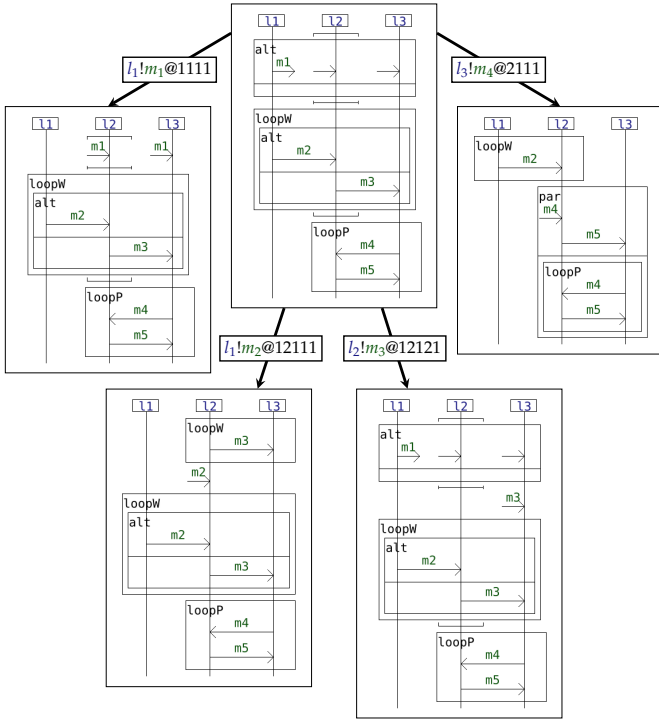 l1 l2 l3
alt
m1
loopW
alt
m2
m3
loopP
m4
m5
l₁!m₁@1111
l₃!m₄@2111
l1 l2 l3
m1 m1
loopW
alt
m2
m3
loopP
m4
m5
l1 l2 l3
loopW
m2
par
m4
m5
loopP
m4
m5
l₁!m₂@12111
l₂!m₃@12121
l1 l2 l3
loopW
m3
m2
loopW
alt
m2
m3
loopP
m4
m5
l1 l2 l3
alt
m1
m3
loopW
alt
m2
m3
loopP
m4
m5